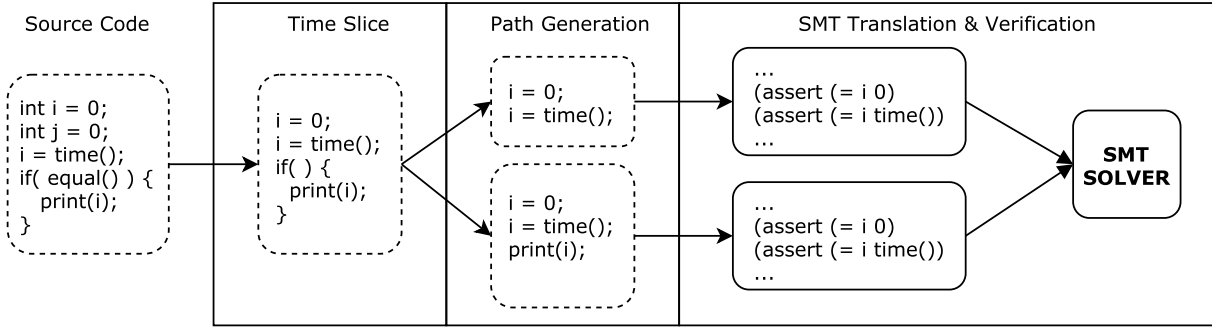 Source Code
int i = 0;
int j = 0;
i = time();
if( equal() ) {
print(i);
}
Time Slice
i = 0;
i = time();
if( ) {
print(i);
}
Path Generation
i = 0;
i = time();
i = 0;
i = time();
print(i);
SMT Translation & Verification
...
(assert (= i 0)
(assert (= i time())
...
...
(assert (= i 0)
(assert (= i time())
...
SMT
SOLVER